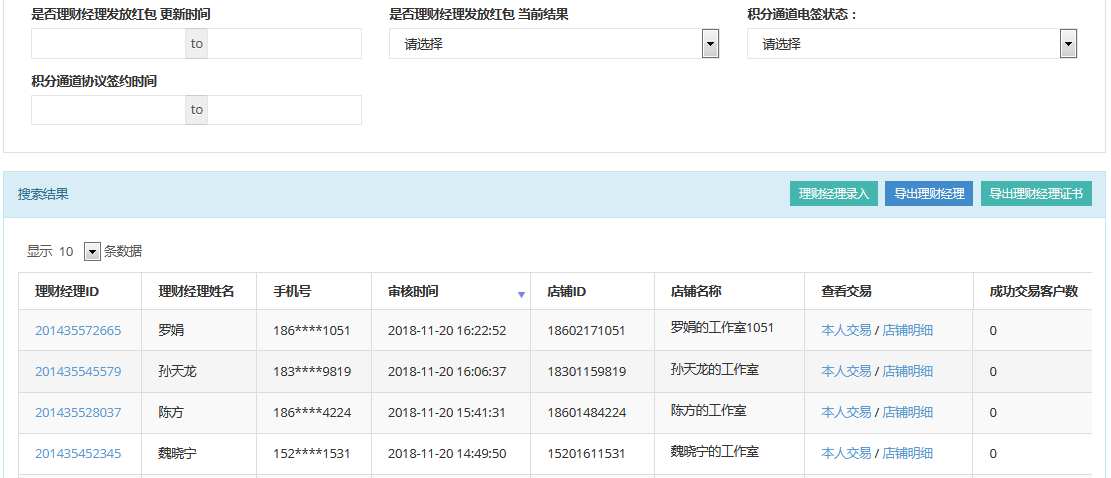 是否理财经理发放红包 更新时间 是否理财经理发放红包 当前结果 积分通道电签状态：
to 请选择 请选择
积分通道协议签约时间
to
搜索结果 理财经理录入 导出理财经理 导出理财经理证书
显示 10 条数据
理财经理ID 理财经理姓名 手机号 审核时间 店铺ID 店铺名称 查看交易 成功交易客户数
201435572665 罗娟 186****1051 2018-11-20 16:22:52 18602171051 罗娟的工作室1051 本人交易 / 店铺明细 0
201435545579 孙天龙 183****9819 2018-11-20 16:06:37 18301159819 孙天龙的工作室 本人交易 / 店铺明细 0
201435528037 陈方 186****4224 2018-11-20 15:41:31 18601484224 陈方的工作室 本人交易 / 店铺明细 0
201435452345 魏晓宁 152****1531 2018-11-20 14:49:50 15201611531 魏晓宁的工作室 本人交易 / 店铺明细 0